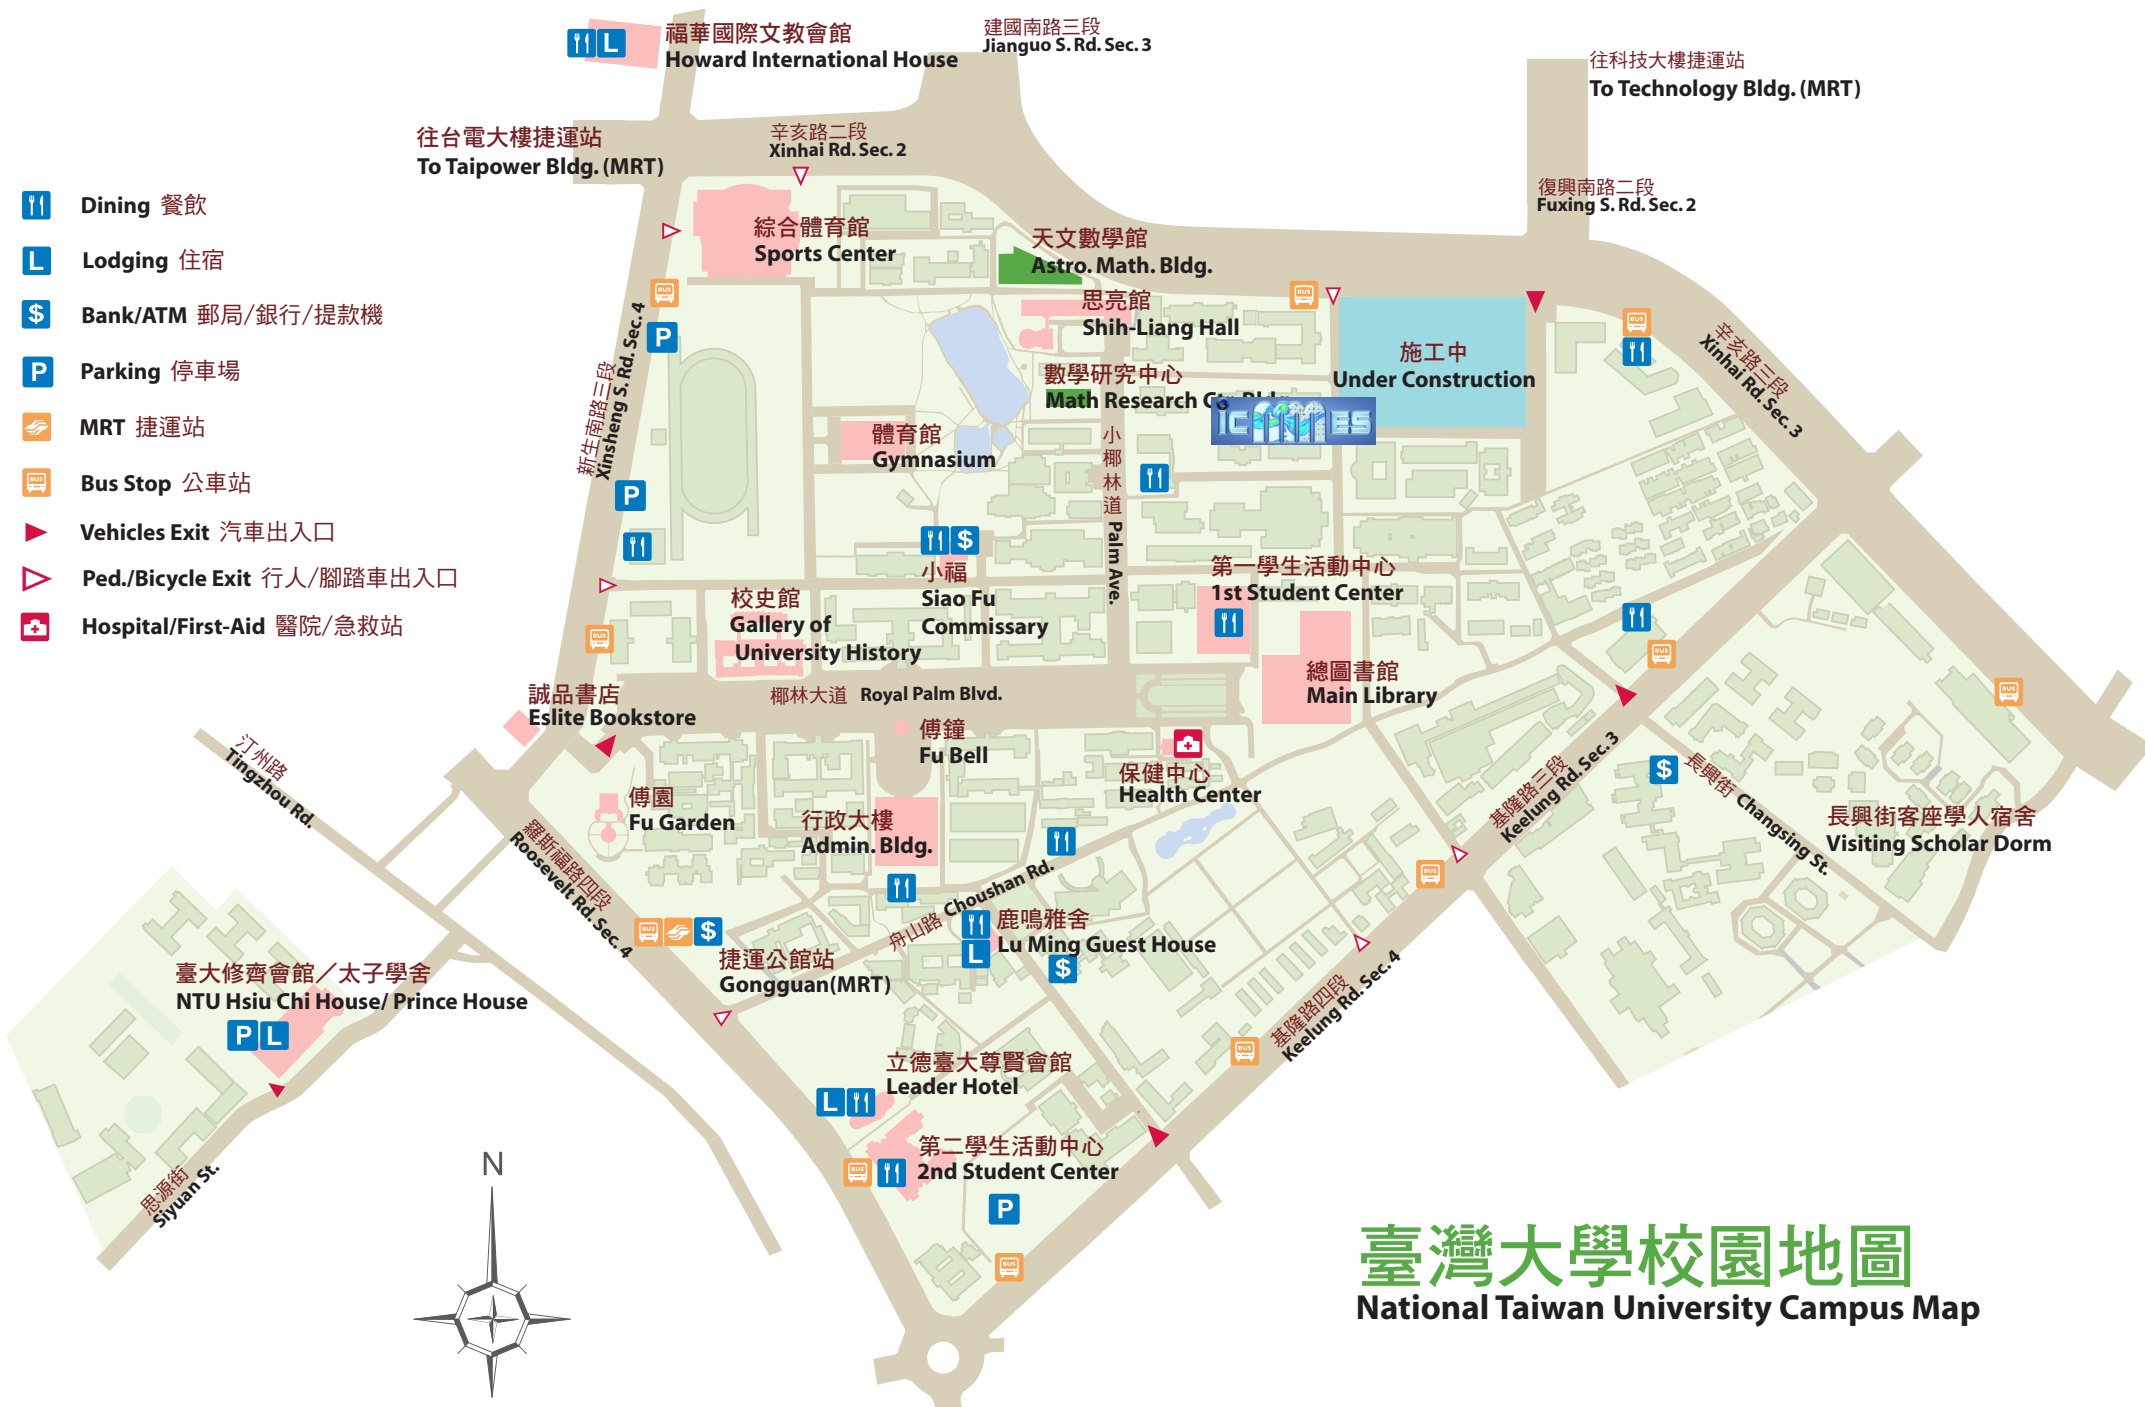 福華國際文教會館
Howard International House
建國南路三段
Jianguo S. Rd. Sec. 3
往科技大樓捷運站
To Technology Bldg. (MRT)
往台電大樓捷運站
To Taipower Bldg. (MRT)
辛亥路二段
Xinhai Rd. Sec. 2
復興南路二段
Fuxing S. Rd. Sec. 2
Dining 餐飲
L Lodging 住宿
$ Bank/ATM 郵局/銀行/提款機
P Parking 停車場
MRT 捷運站
BUS Bus Stop 公車站
Vehicles Exit 汽車出入口
Ped./Bicycle Exit 行人/腳踏車出入口
Hospital/First-Aid 醫院/急救站
綜合體育館
Sports Center
天文數學館
Astro. Math. Bldg.
思亮館
Shih-Liang Hall
新生南路三段
Xinsheng S. Rd. Sec. 4
數學研究中心
Math Research Ctr. Bldg.
施工中
Under Construction
辛亥路三段
Xinhai Rd. Sec. 3
iCMMES
體育館
Gymnasium
小椰林道 Palm Ave.
小福
Siao Fu
Commissary
第一學生活動中心
1st Student Center
校史館
Gallery of
University History
總圖書館
Main Library
椰林大道 Royal Palm Blvd.
誠品書店
Eslite Bookstore
傅鐘
Fu Bell
保健中心
Health Center
汀州路
Tingzhou Rd.
傅園
Fu Garden
行政大樓
Admin. Bldg.
基隆路三段
Keelung Rd. Sec. 3
長興街 Changsing St.
長興街客座學人宿舍
Visiting Scholar Dorm
羅斯福路四段
Roosevelt Rd. Sec. 4
舟山路 Choushan Rd.
鹿鳴雅舍
Lu Ming Guest House
捷運公館站
Gongguan(MRT)
臺大修齊會館／太子學舍
NTU Hsiu Chi House/ Prince House
基隆路四段
Keelung Rd. Sec. 4
立德臺大尊賢會館
Leader Hotel
第二學生活動中心
2nd Student Center
思源街
Siyuan St.
N
臺灣大學校園地圖
National Taiwan University Campus Map